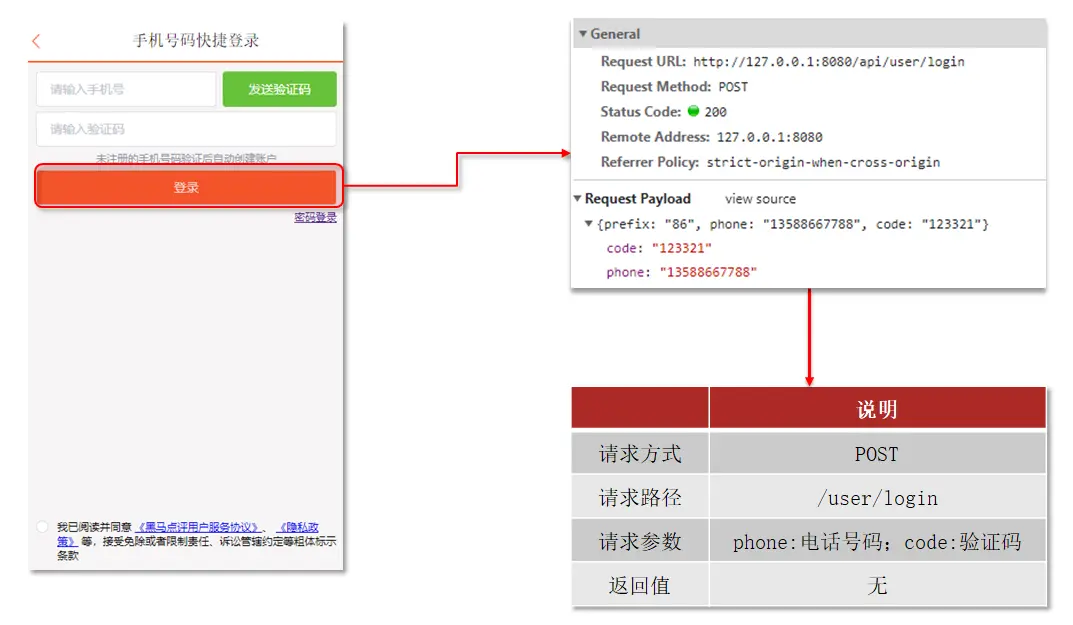 手机号码快捷登录
请输入手机号
发送验证码
请输入验证码
未注册的手机号码验证后自动创建账户
登录
密码登录
我已阅读并同意 《黑马点评用户服务协议》、 《隐私政
策》 等,接受免除或者限制责任、诉讼管辖约定等粗体标示
条款
General
Request URL: http://127.0.0.1:8080/api/user/login
Request Method: POST
Status Code: 200
Remote Address: 127.0.0.1:8080
Referrer Policy: strict-origin-when-cross-origin
Request Payload view source
{prefix: "86", phone: "13588667788", code: "123321"}
code: "123321"
phone: "13588667788"
说明
请求方式 POST
请求路径 /user/login
请求参数 phone:电话号码;code:验证码
返回值 无